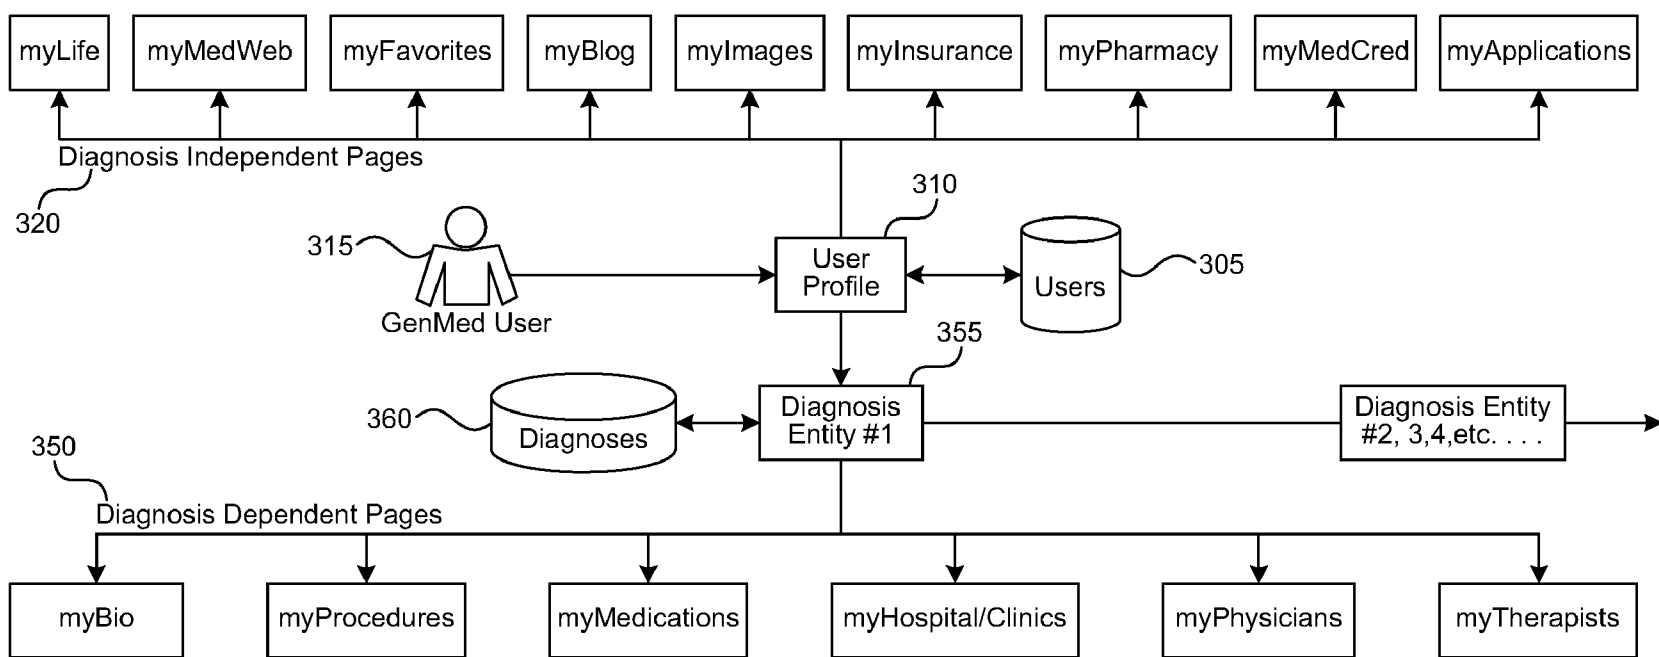 myLife
myMedWeb
myFavorites
myBlog
myImages
myInsurance
myPharmacy
myMedCred
myApplications
Diagnosis Independent Pages
320
310
315
User
Profile
Users
305
GenMed User
355
360
Diagnoses
Diagnosis
Entity #1
Diagnosis Entity
#2, 3,4,etc. . . .
350
Diagnosis Dependent Pages
myBio
myProcedures
myMedications
myHospital/Clinics
myPhysicians
myTherapists